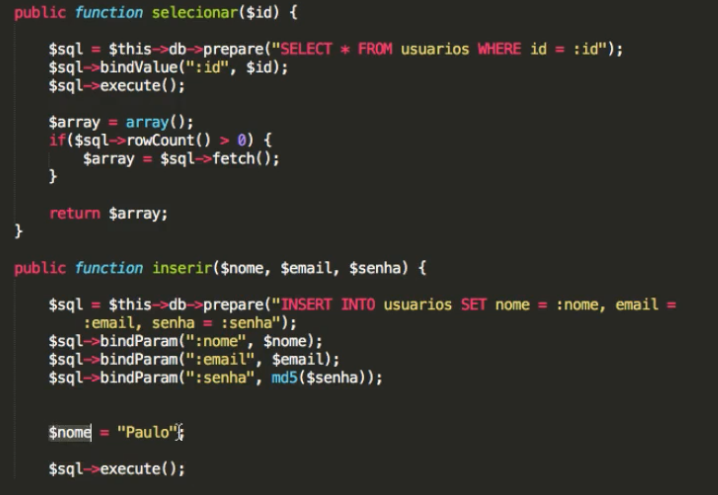 public function selecionar($id) {
$sql = $this->db->prepare("SELECT * FROM usuarios WHERE id = :id");
$sql->bindValue(":id", $id);
$sql->execute();
$array = array();
if($sql->rowCount() > 0) {
$array = $sql->fetch();
}
return $array;
}
public function inserir($nome, $email, $senha) {
$sql = $this->db->prepare("INSERT INTO usuarios SET nome = :nome, email =
:email, senha = :senha");
$sql->bindParam(":nome", $nome);
$sql->bindParam(":email", $email);
$sql->bindParam(":senha", md5($senha));
$nome = "Paulo";
$sql->execute();